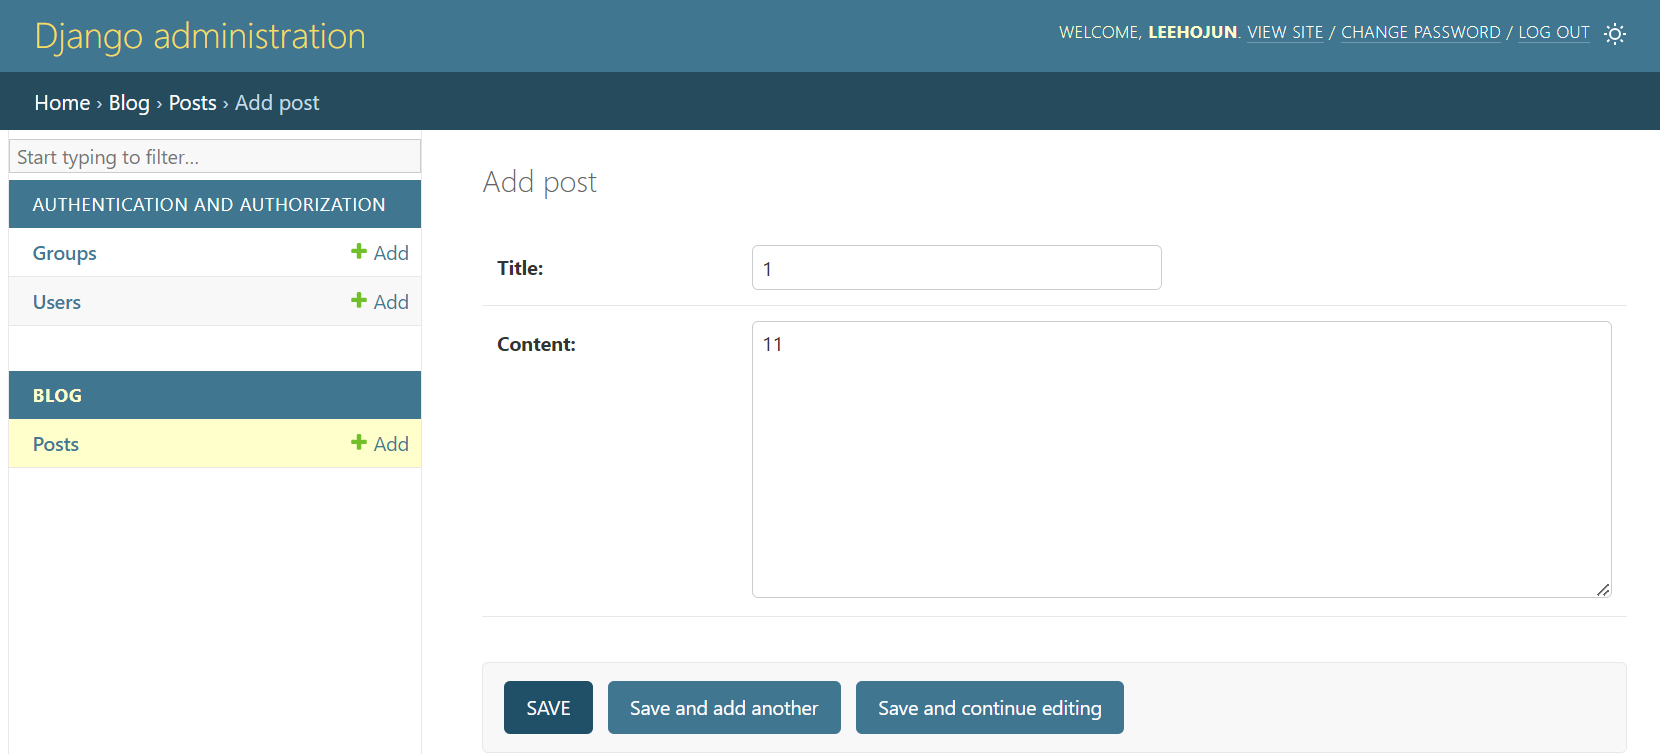 Django administration
WELCOME, LEEHOJUN. VIEW SITE / CHANGE PASSWORD / LOG OUT
Home › Blog › Posts › Add post
Start typing to filter...
AUTHENTICATION AND AUTHORIZATION
Groups + Add
Users + Add
BLOG
Posts + Add
Add post
Title: 1
Content: 11
SAVE Save and add another Save and continue editing